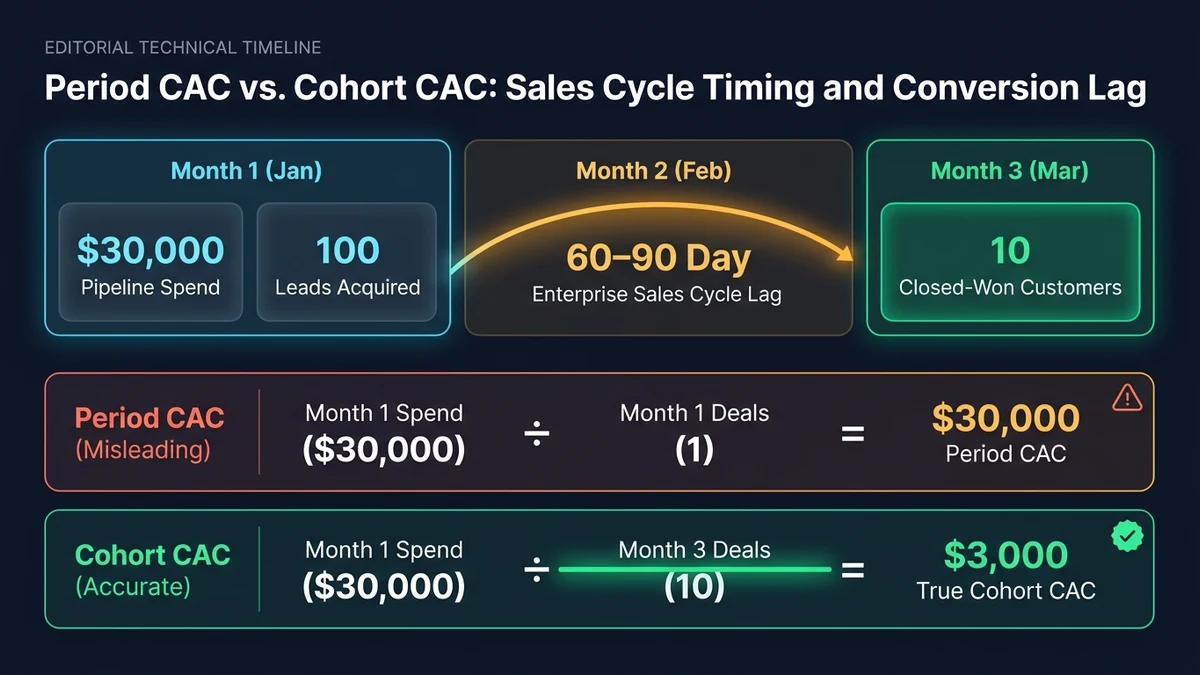 EDITORIAL TECHNICAL TIMELINE
Period CAC vs. Cohort CAC: Sales Cycle Timing and Conversion Lag
Month 1 (Jan)
$30,000
Pipeline Spend
100
Leads Acquired
Month 2 (Feb)
60–90 Day
Enterprise Sales Cycle Lag
Month 3 (Mar)
10
Closed-Won Customers
Period CAC
(Misleading)
Month 1 Spend
($30,000)
÷
Month 1 Deals
(1)
=
$30,000
Period CAC
Cohort CAC
(Accurate)
Month 1 Spend
($30,000)
÷
Month 3 Deals
(10)
=
$3,000
True Cohort CAC